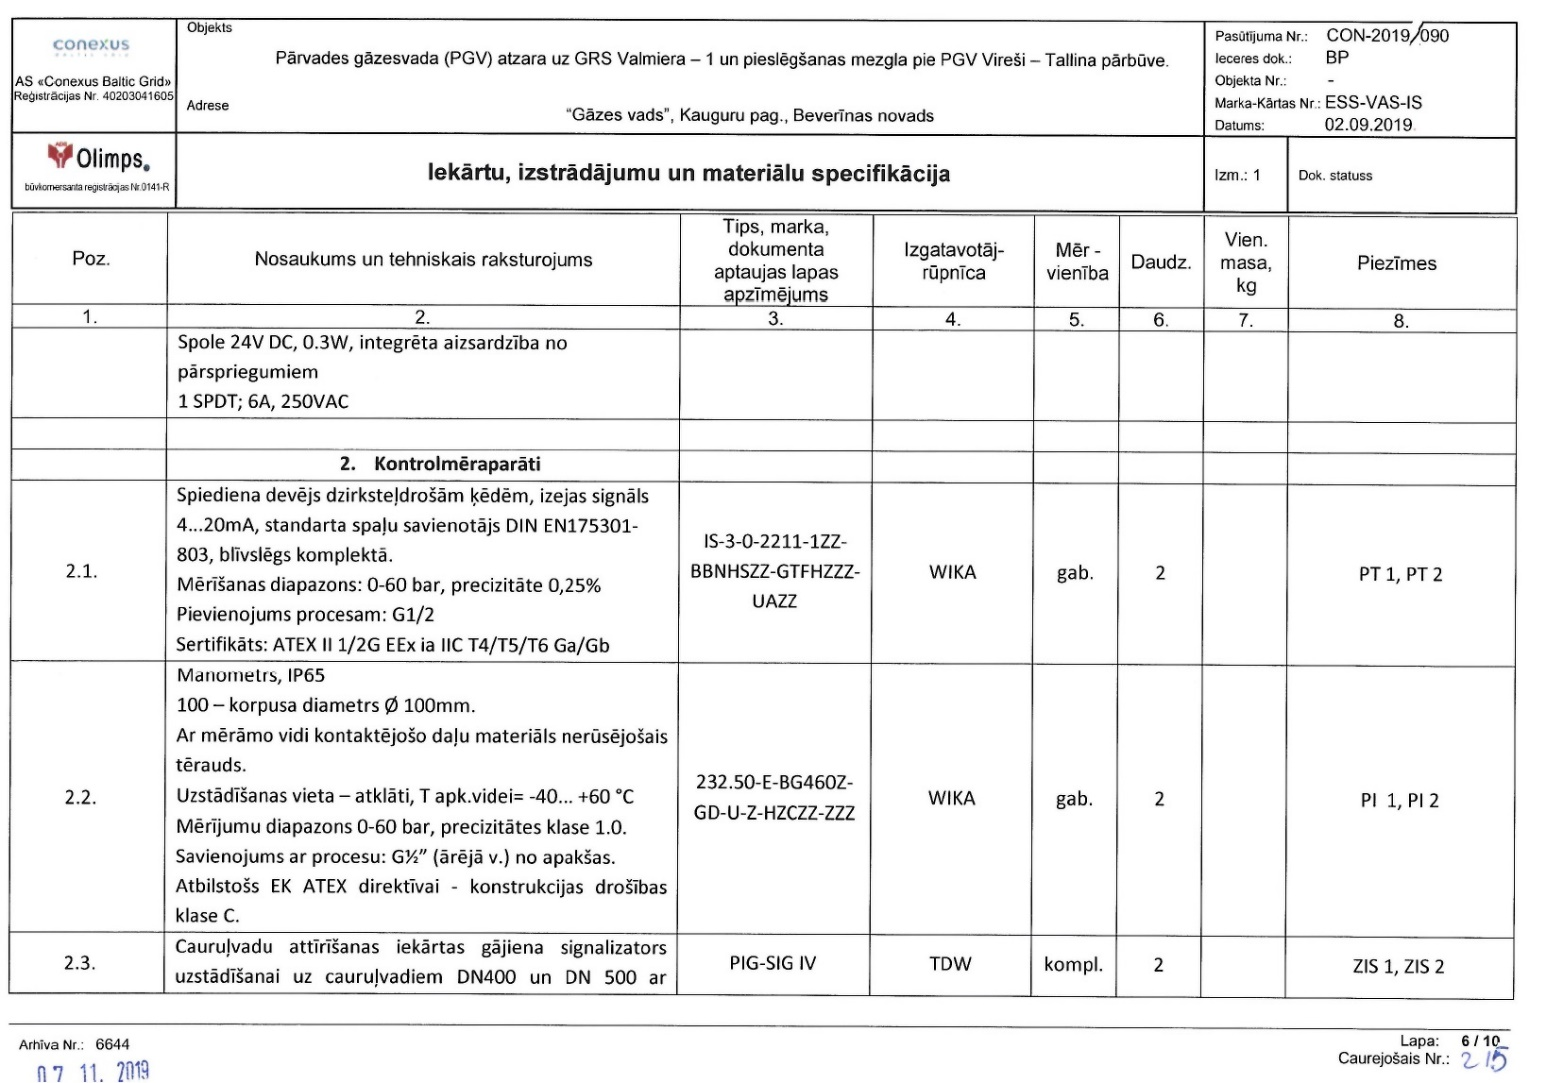 conexus
BALTIC GRID
AS «Conexus Baltic Grid»
Reģistrācijas Nr. 40203041605
Objekts
Pārvades gāzesvada (PGV) atzara uz GRS Valmiera – 1 un pieslēgšanas mezgla pie PGV Vireši – Tallina pārbūve.
Adrese
"Gāzes vads", Kauguru pag., Beverīnas novads
Pasūtījuma Nr.: CON-2019/090
Ieceres dok.: BP
Objekta Nr.: -
Marka-Kārtas Nr.: ESS-VAS-IS
Datums: 02.09.2019
Olimps.
būvkomersanta reģistrācijas Nr.0141-R
Iekārtu, izstrādājumu un materiālu specifikācija
Izm.: 1
Dok. statuss
Poz.
Nosaukums un tehniskais raksturojums
Tips, marka,
dokumenta
aptaujas lapas
apzīmējums
Izgatavotāj-
rūpnīca
Mēr -
vienība
Daudz.
Vien.
masa,
kg
Piezīmes
1. 2. 3. 4. 5. 6. 7. 8.
Spole 24V DC, 0.3W, integrēta aizsardzība no
pārspriegumiem
1 SPDT; 6A, 250VAC
2. Kontrolmēraparāti
2.1.
Spiediena devējs dzirksteļdrošām ķēdēm, izejas signāls
4...20mA, standarta spaļu savienotājs DIN EN175301-
803, blīvslēgs komplektā.
Mērīšanas diapazons: 0-60 bar, precizitāte 0,25%
Pievienojums procesam: G1/2
Sertifikāts: ATEX II 1/2G EEx ia IIC T4/T5/T6 Ga/Gb
IS-3-0-2211-1ZZ-
BBNHSZZ-GTFHZZZ-
UAZZ
WIKA
gab.
2
PT 1, PT 2
2.2.
Manometrs, IP65
100 – korpusa diametrs Ø 100mm.
Ar mērāmo vidi kontaktējošo daļu materiāls nerūsējošais
tērauds.
Uzstādīšanas vieta – atklāti, T apk.videi= -40... +60 °C
Mērījumu diapazons 0-60 bar, precizitātes klase 1.0.
Savienojums ar procesu: G½" (ārējā v.) no apakšas.
Atbilstošs EK ATEX direktīvai - konstrukcijas drošības
klase C.
232.50-E-BG460Z-
GD-U-Z-HZCZZ-ZZZ
WIKA
gab.
2
PI 1, PI 2
2.3.
Cauruļvadu attīrīšanas iekārtas gājiena signalizators
uzstādīšanai uz cauruļvadiem DN400 un DN 500 ar
PIG-SIG IV
TDW
kompl.
2
ZIS 1, ZIS 2
Arhīva Nr.: 6644
07 11. 2019
Lapa: 6 / 10
Caurejošais Nr.: 215